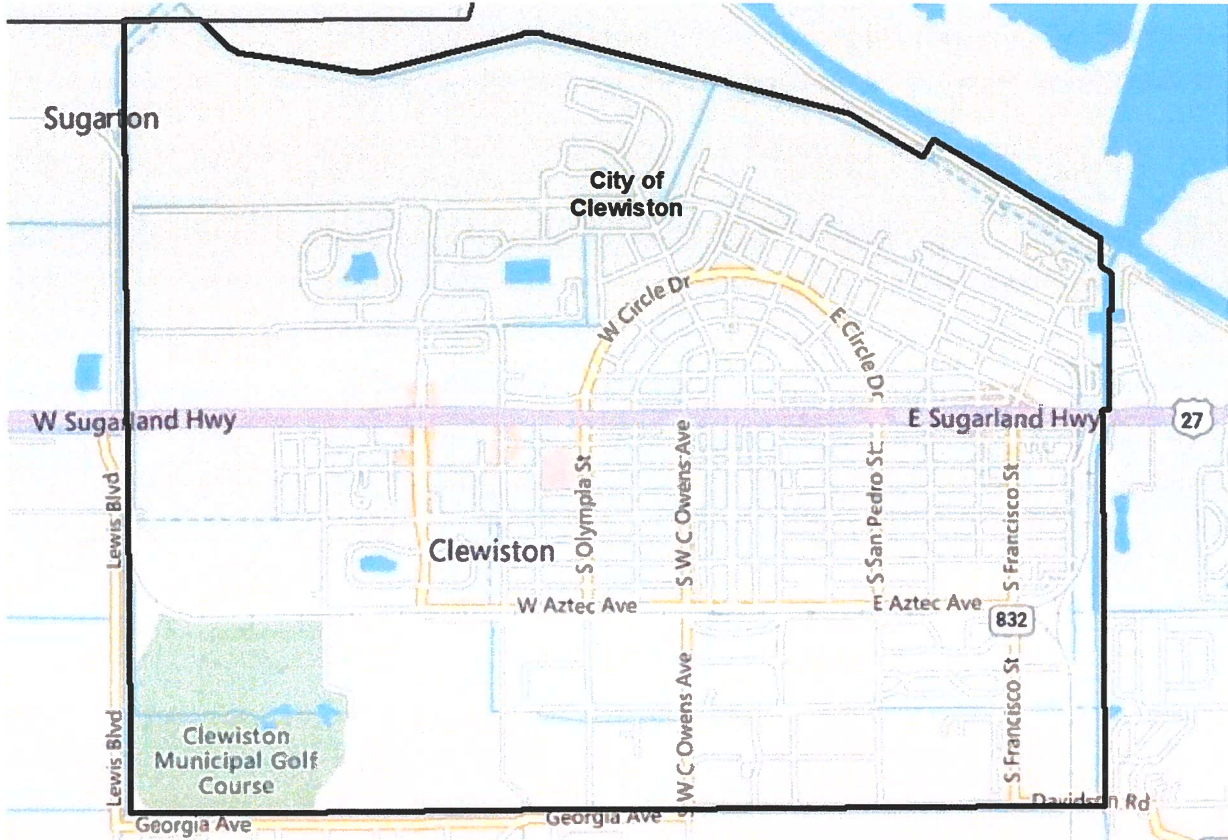 Sugarton
City of
Clewiston
W Circle Dr
E Circle D
W Sugarland Hwy
E Sugarland Hwy
27
Lewis Blvd
S Olympia St
S W C Owens Ave
S San Pedro St
S Francisco St
Clewiston
W Aztec Ave
E Aztec Ave
832
Lewis Blvd
Clewiston
Municipal Golf
Course
S W C Owens Ave
S Francisco St
Davidson Rd
Georgia Ave
Georgia Ave